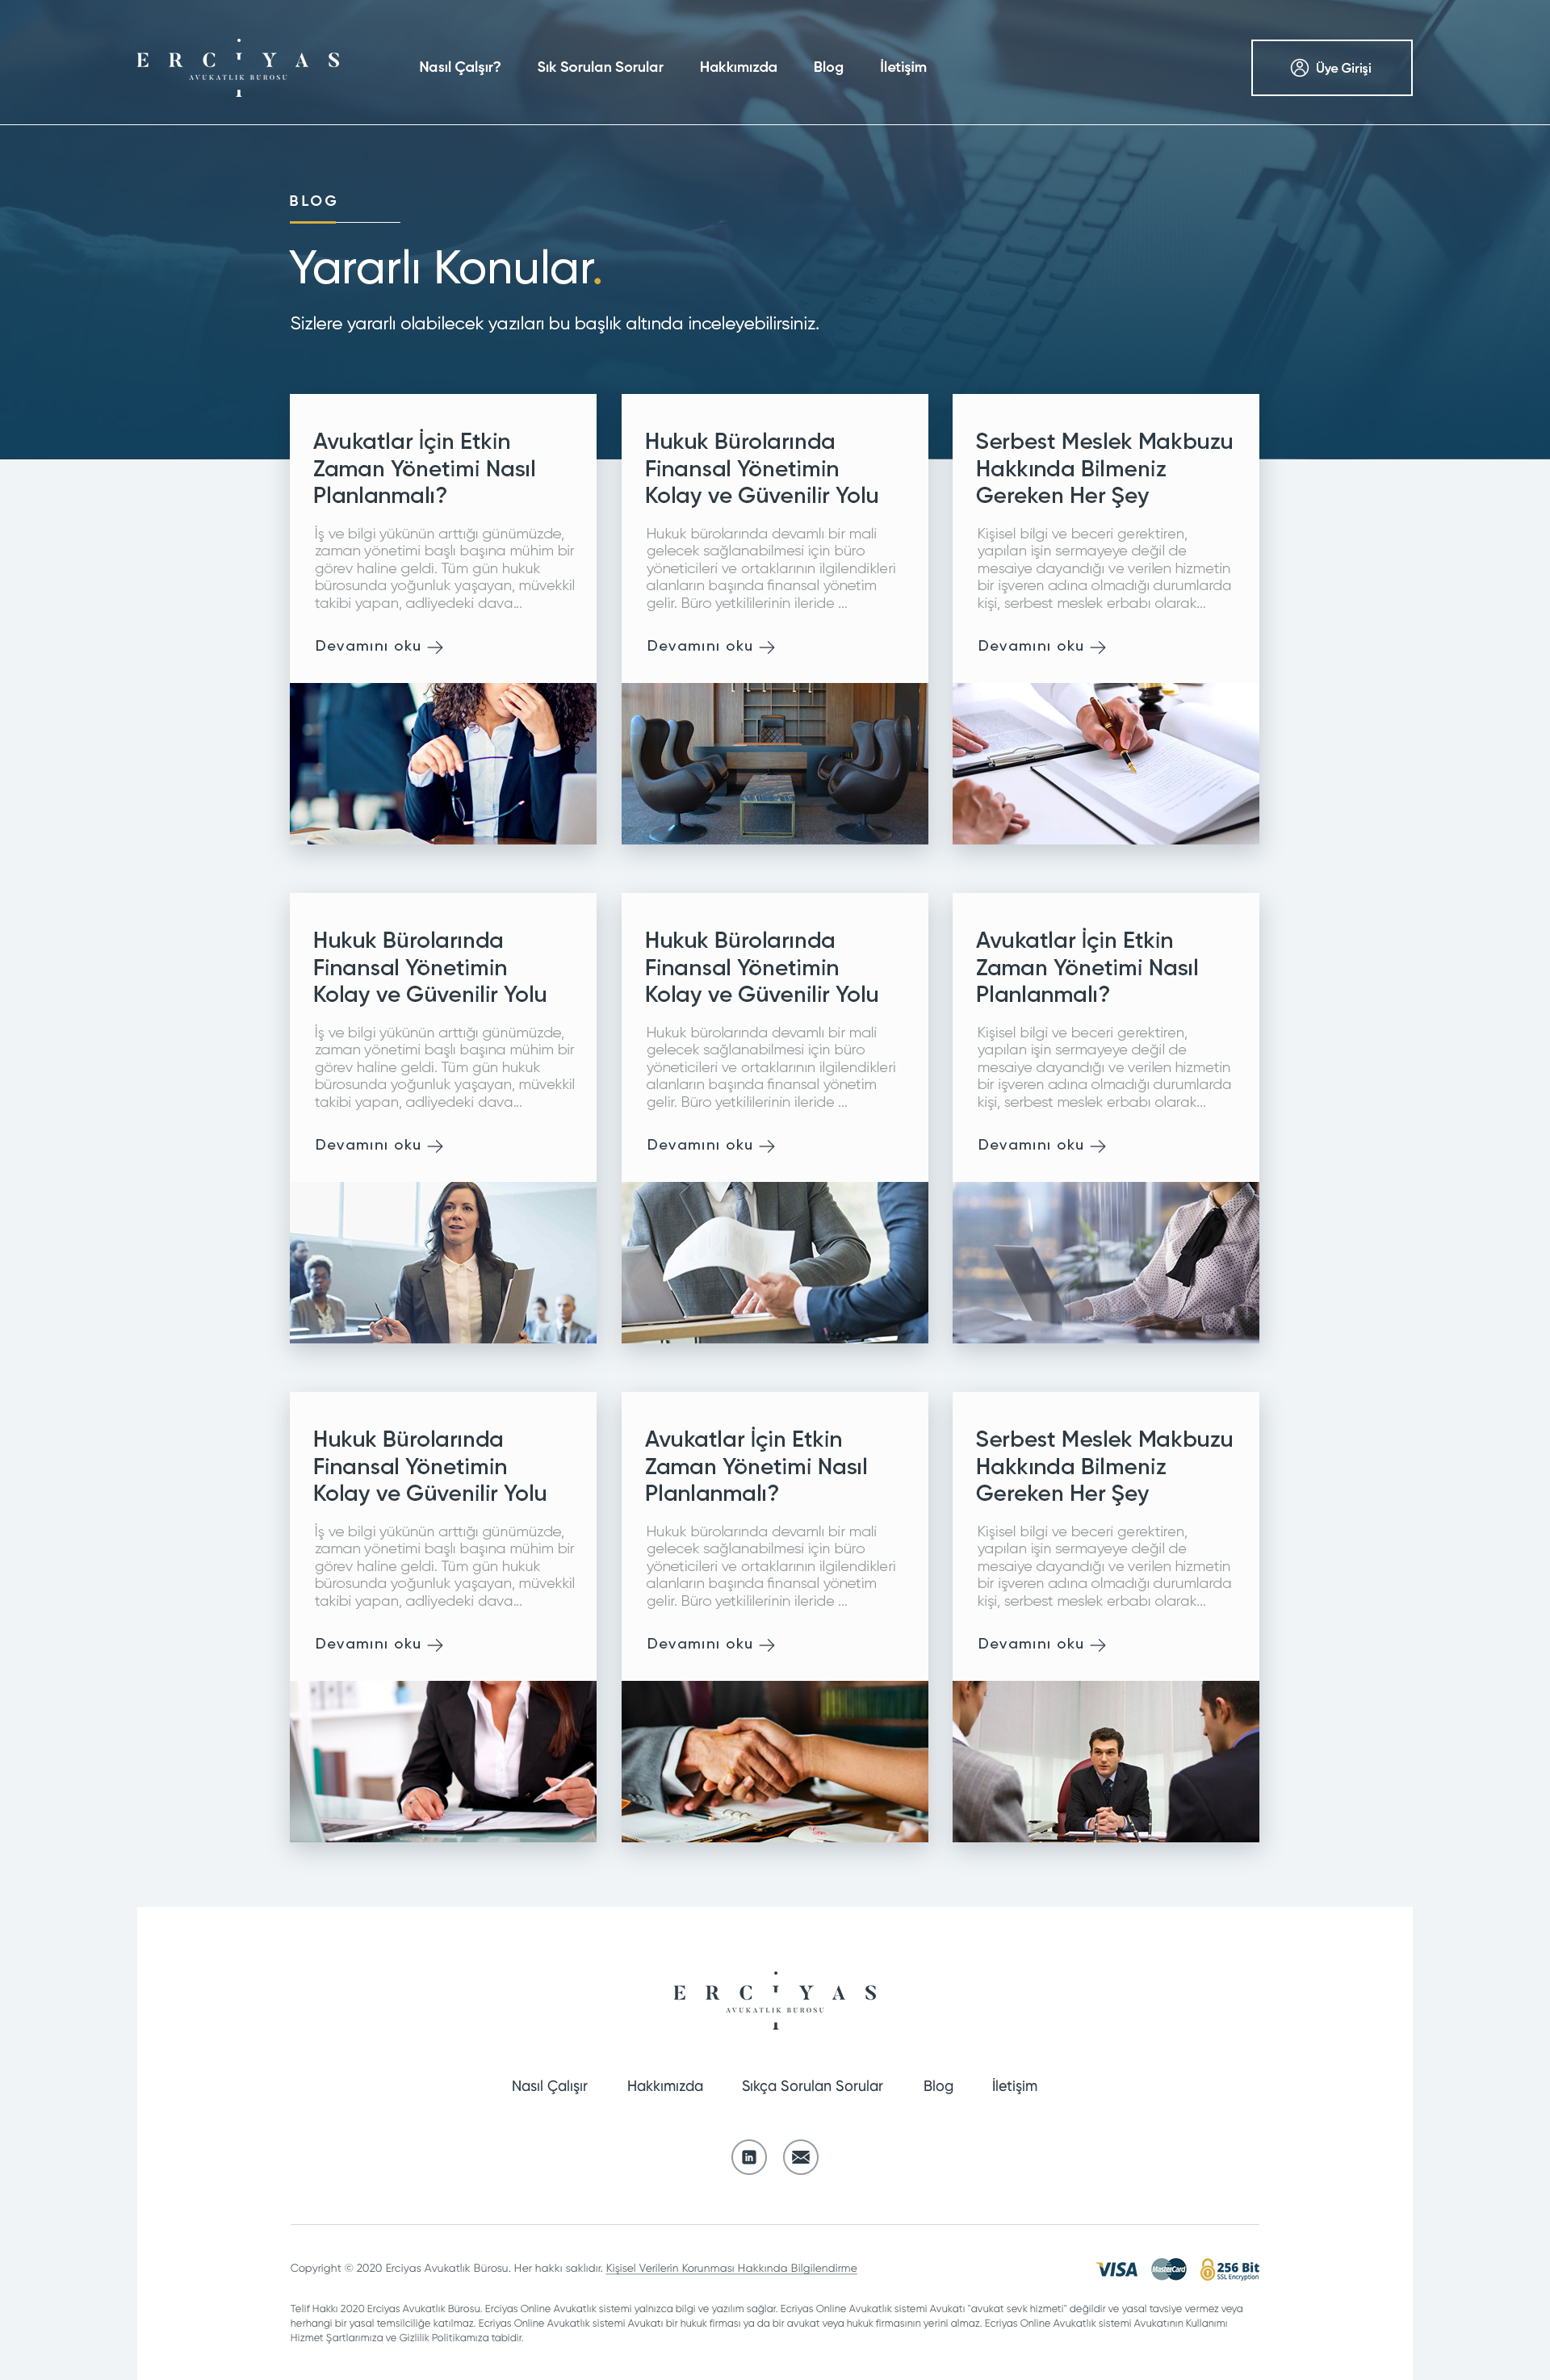 ERCIYAS
AVUKATLIK BUROSU
Nasıl Çalşır?
Sık Sorulan Sorular
Hakkımızda
Blog
İletişim
Üye Girişi
BLOG
Yararlı Konular.
Sizlere yararlı olabilecek yazıları bu başlık altında inceleyebilirsiniz.
Avukatlar İçin Etkin
Zaman Yönetimi Nasıl
Planlanmalı?
İş ve bilgi yükünün arttığı günümüzde,
zaman yönetimi başlı başına mühim bir
görev haline geldi. Tüm gün hukuk
bürosunda yoğunluk yaşayan, müvekkil
takibi yapan, adliyedeki dava...
Devamını oku
Hukuk Bürolarında
Finansal Yönetimin
Kolay ve Güvenilir Yolu
Hukuk bürolarında devamlı bir mali
gelecek sağlanabilmesi için büro
yöneticileri ve ortaklarının ilgilendikleri
alanların başında finansal yönetim
gelir. Büro yetkililerinin ileride ...
Devamını oku
Serbest Meslek Makbuzu
Hakkında Bilmeniz
Gereken Her Şey
Kişisel bilgi ve beceri gerektiren,
yapılan işin sermayeye değil de
mesaiye dayandığı ve verilen hizmetin
bir işveren adına olmadığı durumlarda
kişi, serbest meslek erbabı olarak...
Devamını oku
Hukuk Bürolarında
Finansal Yönetimin
Kolay ve Güvenilir Yolu
İş ve bilgi yükünün arttığı günümüzde,
zaman yönetimi başlı başına mühim bir
görev haline geldi. Tüm gün hukuk
bürosunda yoğunluk yaşayan, müvekkil
takibi yapan, adliyedeki dava...
Devamını oku
Hukuk Bürolarında
Finansal Yönetimin
Kolay ve Güvenilir Yolu
Hukuk bürolarında devamlı bir mali
gelecek sağlanabilmesi için büro
yöneticileri ve ortaklarının ilgilendikleri
alanların başında finansal yönetim
gelir. Büro yetkililerinin ileride ...
Devamını oku
Avukatlar İçin Etkin
Zaman Yönetimi Nasıl
Planlanmalı?
Kişisel bilgi ve beceri gerektiren,
yapılan işin sermayeye değil de
mesaiye dayandığı ve verilen hizmetin
bir işveren adına olmadığı durumlarda
kişi, serbest meslek erbabı olarak...
Devamını oku
Hukuk Bürolarında
Finansal Yönetimin
Kolay ve Güvenilir Yolu
İş ve bilgi yükünün arttığı günümüzde,
zaman yönetimi başlı başına mühim bir
görev haline geldi. Tüm gün hukuk
bürosunda yoğunluk yaşayan, müvekkil
takibi yapan, adliyedeki dava...
Devamını oku
Avukatlar İçin Etkin
Zaman Yönetimi Nasıl
Planlanmalı?
Hukuk bürolarında devamlı bir mali
gelecek sağlanabilmesi için büro
yöneticileri ve ortaklarının ilgilendikleri
alanların başında finansal yönetim
gelir. Büro yetkililerinin ileride ...
Devamını oku
Serbest Meslek Makbuzu
Hakkında Bilmeniz
Gereken Her Şey
Kişisel bilgi ve beceri gerektiren,
yapılan işin sermayeye değil de
mesaiye dayandığı ve verilen hizmetin
bir işveren adına olmadığı durumlarda
kişi, serbest meslek erbabı olarak...
Devamını oku
ERCIYAS
AVUKATLIK BUROSU
Nasıl Çalışır
Hakkımızda
Sıkça Sorulan Sorular
Blog
İletişim
in
Copyright © 2020 Erciyas Avukatlık Bürosu. Her hakkı saklıdır. Kişisel Verilerin Korunması Hakkında Bilgilendirme
VISA
MasterCard
256 Bit
SSL Encryption
Telif Hakkı 2020 Erciyas Avukatlık Bürosu. Erciyas Online Avukatlık sistemi yalnızca bilgi ve yazılım sağlar. Ecriyas Online Avukatlık sistemi Avukatı "avukat sevk hizmeti" değildir ve yasal tavsiye vermez veya
herhangi bir yasal temsilciliğe katılmaz. Ecriyas Online Avukatlık sistemi Avukatı bir hukuk firması ya da bir avukat veya hukuk firmasının yerini almaz. Ecriyas Online Avukatlık sistemi Avukatının Kullanımı
Hizmet Şartlarımıza ve Gizlilik Politikamıza tabidir.